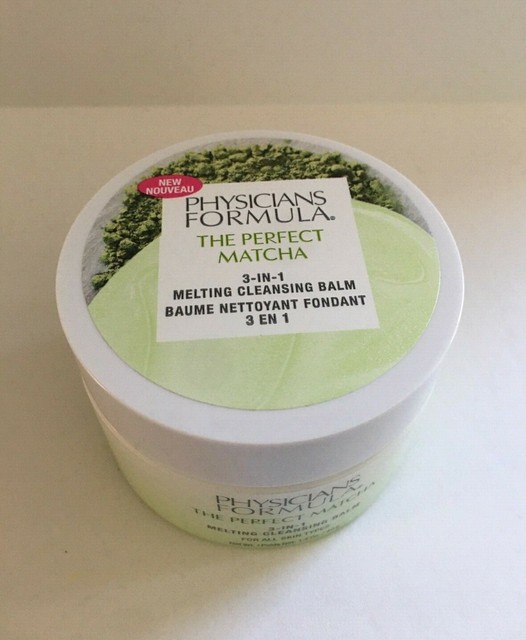 NEW
NOUVEAU
PHYSICIANS
FORMULA®
THE PERFECT
MATCHA
3-IN-1
MELTING CLEANSING BALM
BAUME NETTOYANT FONDANT
3 EN 1
PHYSICIANS
FORMULA®
THE PERFECT MATCHA
3-IN-1
MELTING CLEANSING BALM
FOR ALL SKIN TYPES